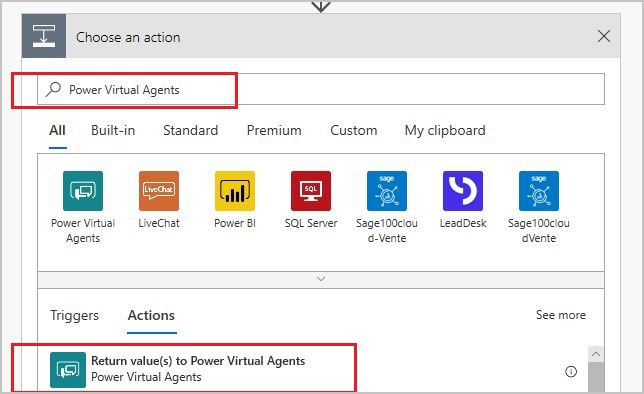 Choose an action
Power Virtual Agents
All Built-in Standard Premium Custom My clipboard
LiveChat
SQL
sage
sage
Power Virtual Agents
LiveChat
Power BI
SQL Server
Sage100clou
d-Vente
LeadDesk
Sage100clou
dVente
Triggers Actions See more
Return value(s) to Power Virtual Agents
Power Virtual Agents